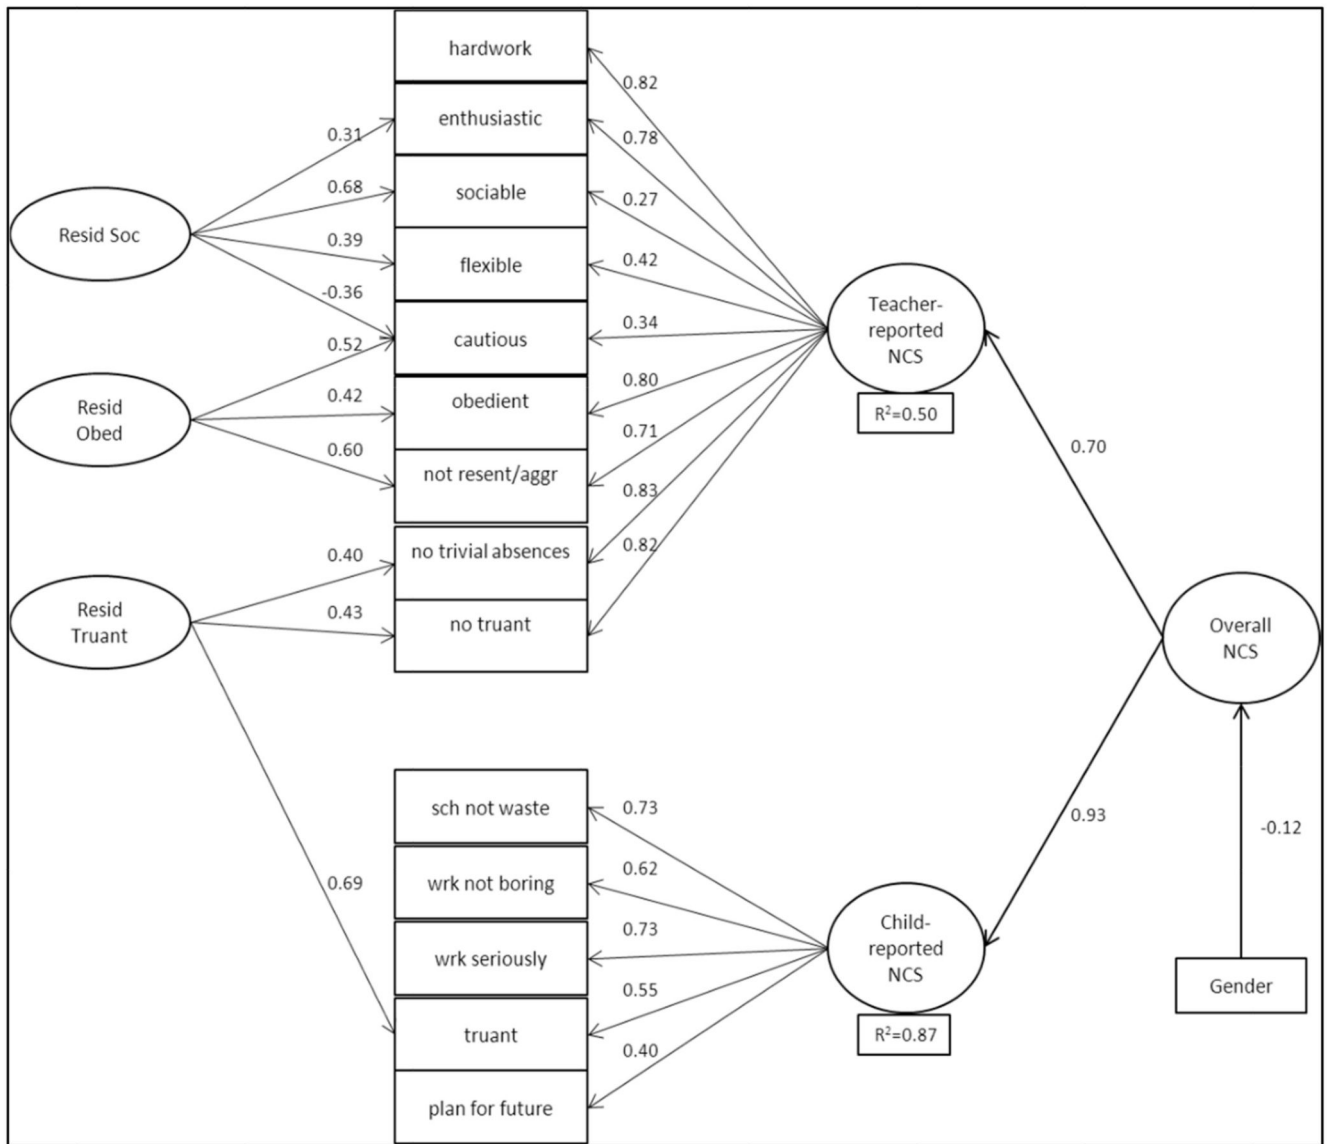 hardwork
enthusiastic
sociable
flexible
cautious
obedient
not resent/aggr
no trivial absences
no truant
sch not waste
wrk not boring
wrk seriously
truant
plan for future
Resid Soc
Resid
Obed
Resid
Truant
0.31
0.68
0.39
-0.36
0.52
0.42
0.60
0.40
0.43
0.69
0.82
0.78
0.27
0.42
0.34
0.80
0.71
0.83
0.82
0.73
0.62
0.73
0.55
0.40
Teacher-
reported
NCS
R²=0.50
Child-
reported
NCS
R²=0.87
0.70
0.93
Overall
NCS
-0.12
Gender